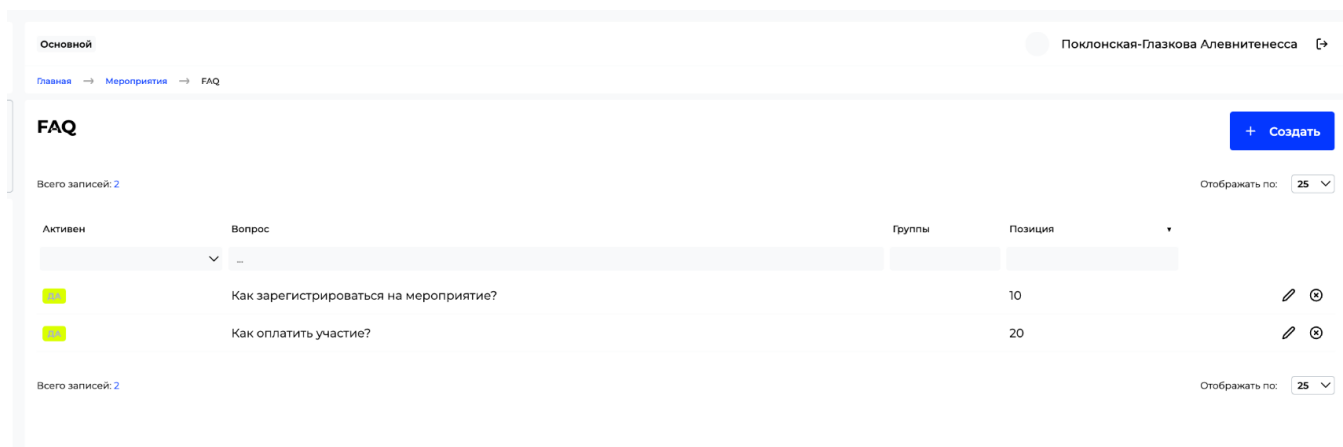 Основной
Поклонская-Глазкова Алевнитенесса
Главная → Мероприятия → FAQ
FAQ
+ Создать
Всего записей: 2
Отображать по: 25
Активен Вопрос Группы Позиция ▼
...
ДА Как зарегистрироваться на мероприятие? 10
ДА Как оплатить участие? 20
Всего записей: 2
Отображать по: 25